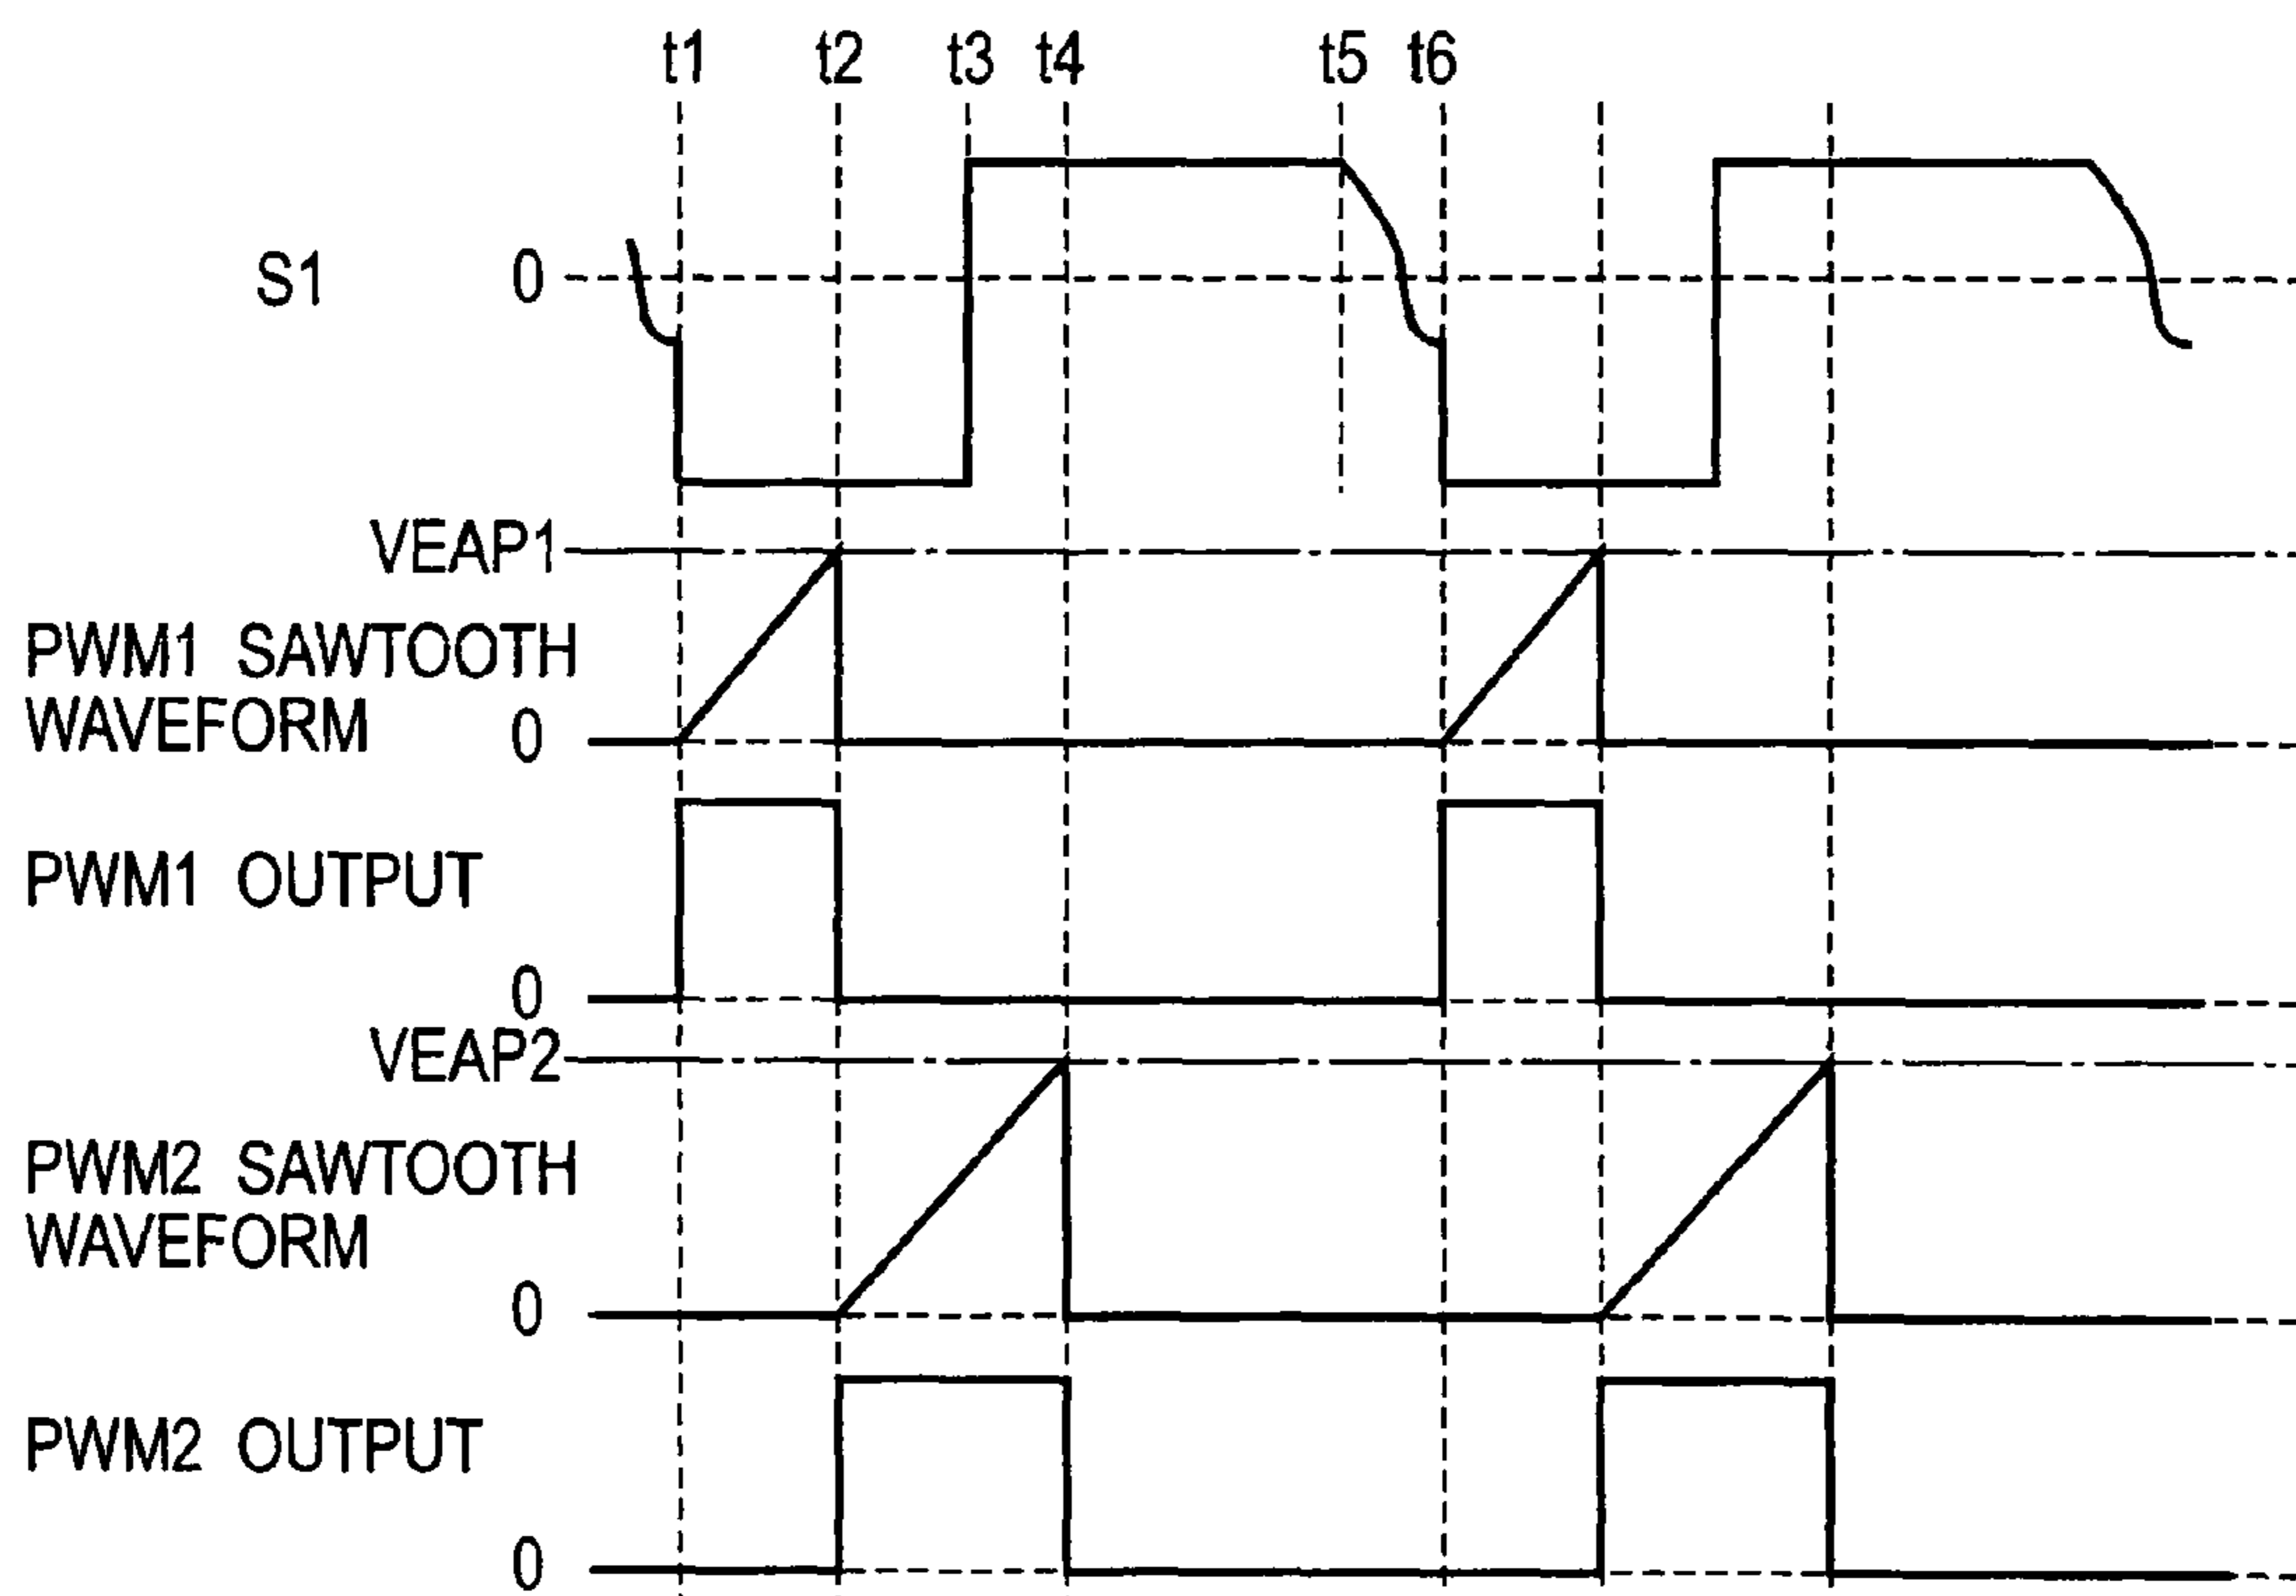 t1 t2 t3 t4 t5 t6
S1 0
VEAP1
PWM1 SAWTOOTH
WAVEFORM 0
PWM1 OUTPUT
0
VEAP2
PWM2 SAWTOOTH
WAVEFORM
0
PWM2 OUTPUT
0